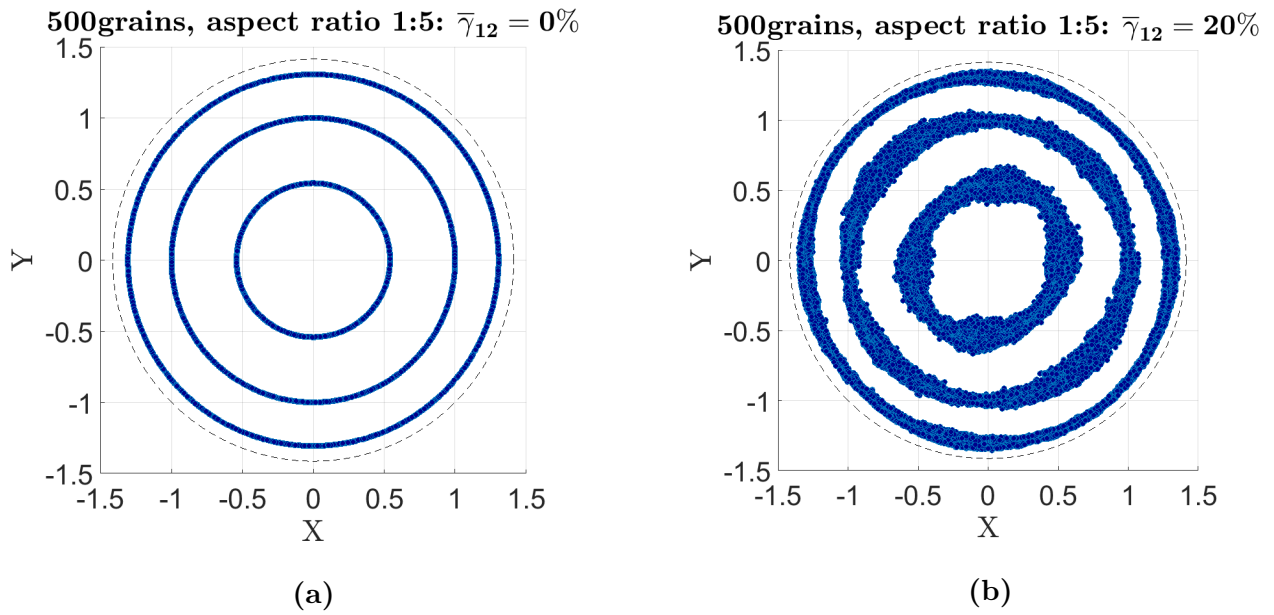 500grains, aspect ratio 1:5: γ̅₁₂ = 0%
1.5
1
0.5
0
-0.5
-1
-1.5
Y
-1.5 -1 -0.5 0 0.5 1 1.5
X
(a)
500grains, aspect ratio 1:5: γ̅₁₂ = 20%
1.5
1
0.5
0
-0.5
-1
-1.5
Y
-1.5 -1 -0.5 0 0.5 1 1.5
X
(b)